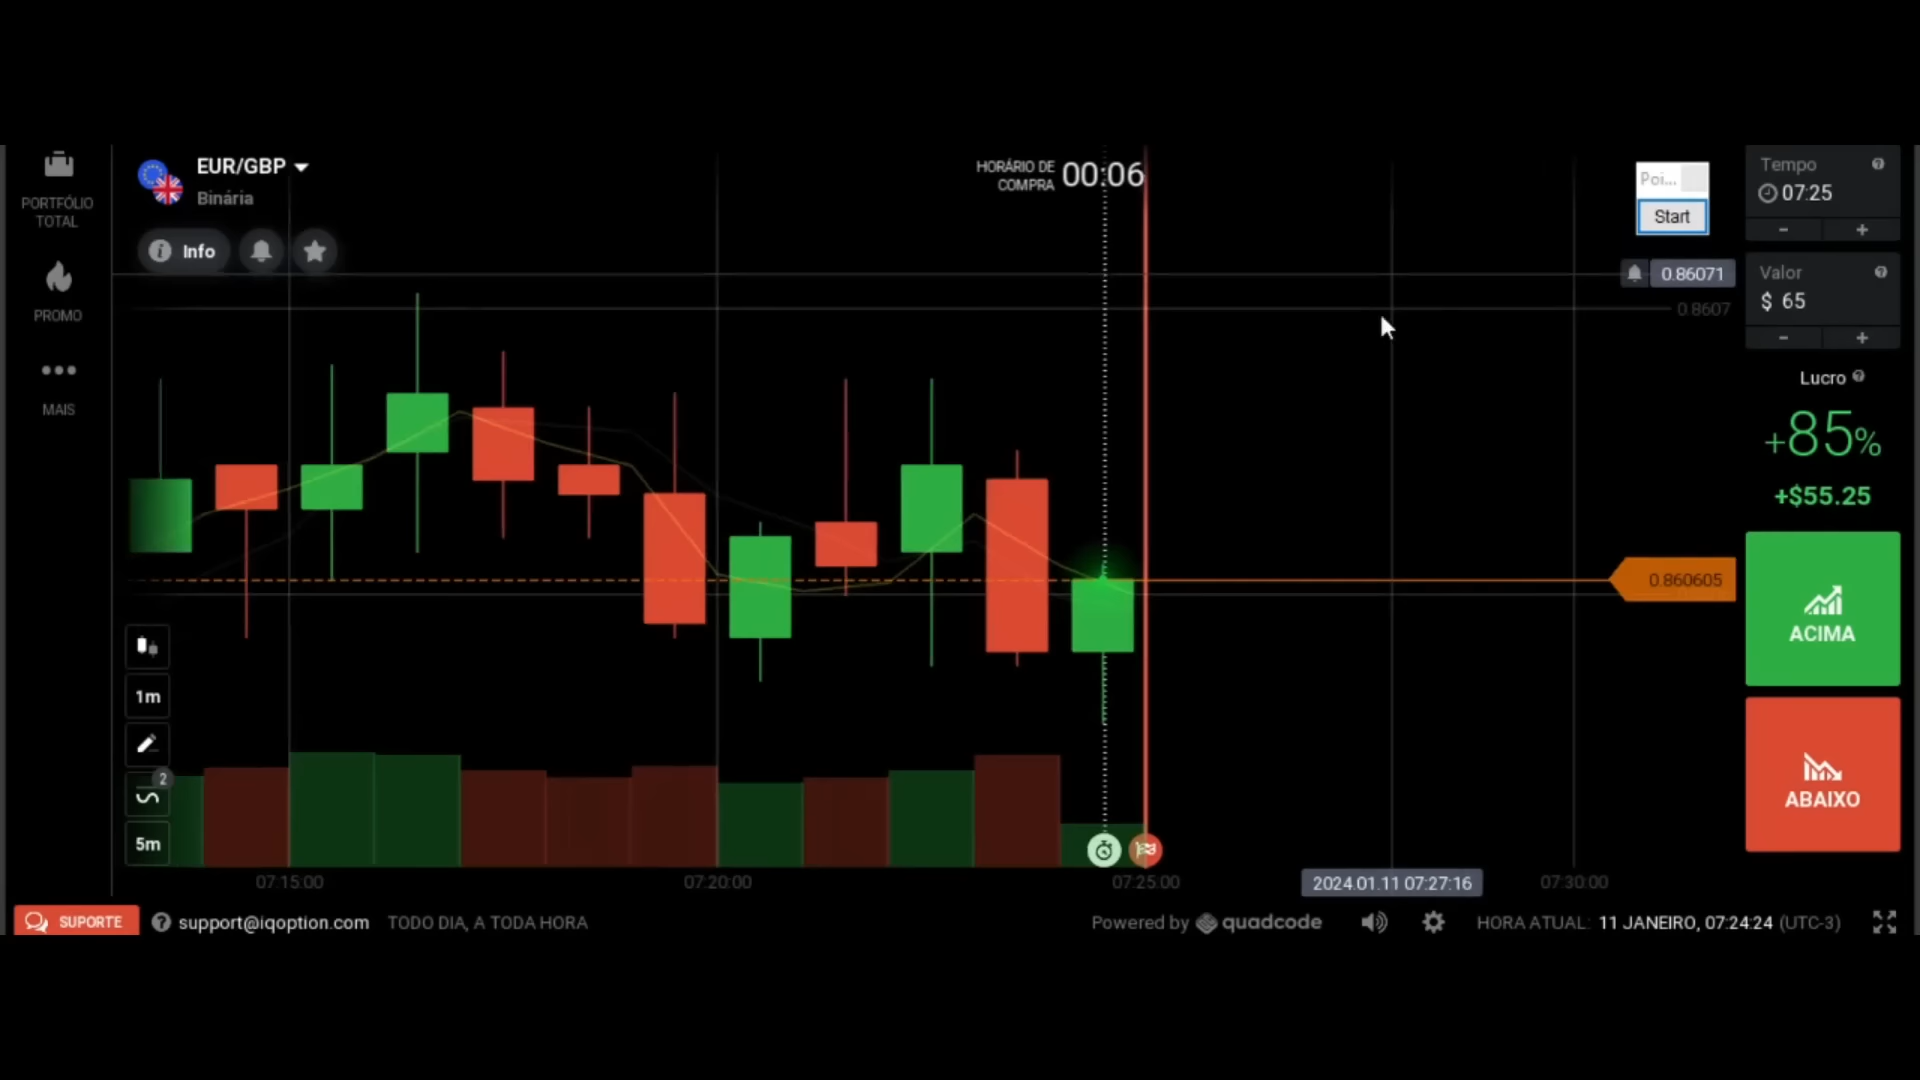 PORTFÓLIO
TOTAL
PROMO
MAIS
EUR/GBP
Binária
Info
HORÁRIO DE
COMPRA
00:06
Poi...
Start
0.86071
0.8607
0.860605
Tempo
07:25
- +
Valor
$ 65
- +
Lucro
+85%
+$55.25
ACIMA
ABAIXO
1m
2
5m
07:15:00
07:20:00
07:25:00
2024.01.11 07:27:16
07:30:00
SUPORTE
support@iqoption.com
TODO DIA, A TODA HORA
Powered by quadcode
HORA ATUAL: 11 JANEIRO, 07:24:24 (UTC-3)